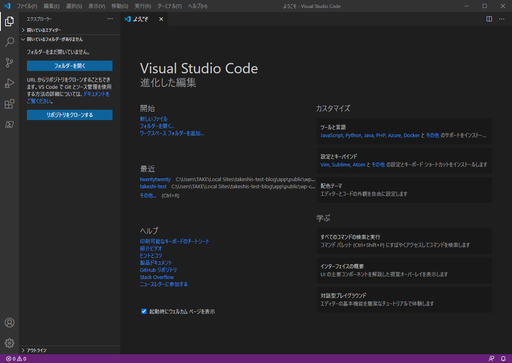 ファイル(F) 編集(E) 選択(S) 表示(V) 移動(G) 実行(R) ターミナル(T) ヘルプ(H)
ようこそ - Visual Studio Code
エクスプローラー
ようこそ
開いているエディター
開いているフォルダーがありません
フォルダーをまだ開いていません。
フォルダーを開く
URL からリポジトリをクローンすることもできます。VS Code で Git とソース管理を使用する方法の詳細については、ドキュメントをご覧ください。
リポジトリをクローンする
アウトライン
Visual Studio Code
進化した編集
開始
新しいファイル
フォルダーを開く...
ワークスペース フォルダーを追加...
最近
twentytwenty C:\Users\TAKE\Local Sites\takeshis-test-blog\app\public\wp-c...
takeshi-test C:\Users\TAKE\Local Sites\takeshis-test-blog\app\public\wp-c...
その他... (Ctrl+R)
ヘルプ
印刷可能なキーボードのチートシート
紹介ビデオ
ヒントとコツ
製品ドキュメント
GitHub リポジトリ
Stack Overflow
ニュースレターに参加する
起動時にウェルカム ページを表示
カスタマイズ
ツールと言語
JavaScript, Python, Java, PHP, Azure, Docker と その他 のサポートをインストー...
設定とキーバインド
Vim, Sublime, Atom と その他 の設定とキーボード ショートカットをインストールします
配色テーマ
エディターとコードの外観を自由に設定します
学ぶ
すべてのコマンドの検索と実行
コマンド パレット (Ctrl+Shift+P) にすばやくアクセスしてコマンドを検索します
インターフェイスの概要
UI の主要コンポーネントを解説した視覚オーバーレイを表示します
対話型プレイグラウンド
エディターの基本機能を簡潔なチュートリアルで体験します
0 0